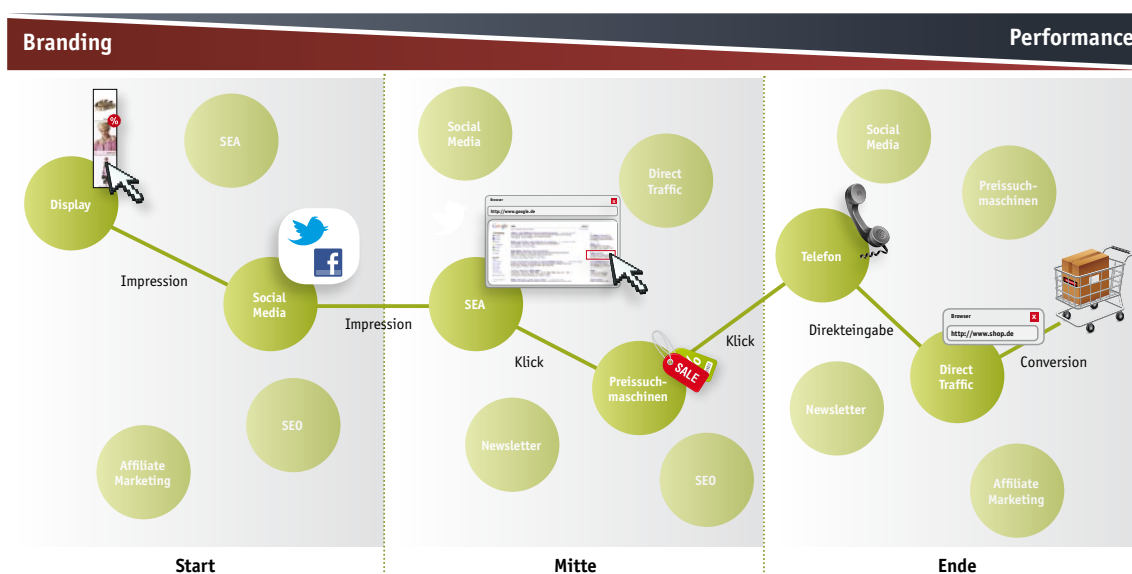 Branding
Performance
%
Display
SEA
Impression
Social
Media
Impression
SEO
Affiliate
Marketing
Start
Social
Media
Direct
Traffic
Browser
X
http://www.google.de
Google
SEA
Klick
Preissuch-
maschinen
SALE
Klick
Newsletter
SEO
Mitte
Social
Media
Preissuch-
maschinen
Telefon
Direkteingabe
Browser
X
http://www.shop.de
Direct
Traffic
Conversion
Newsletter
Affiliate
Marketing
Ende